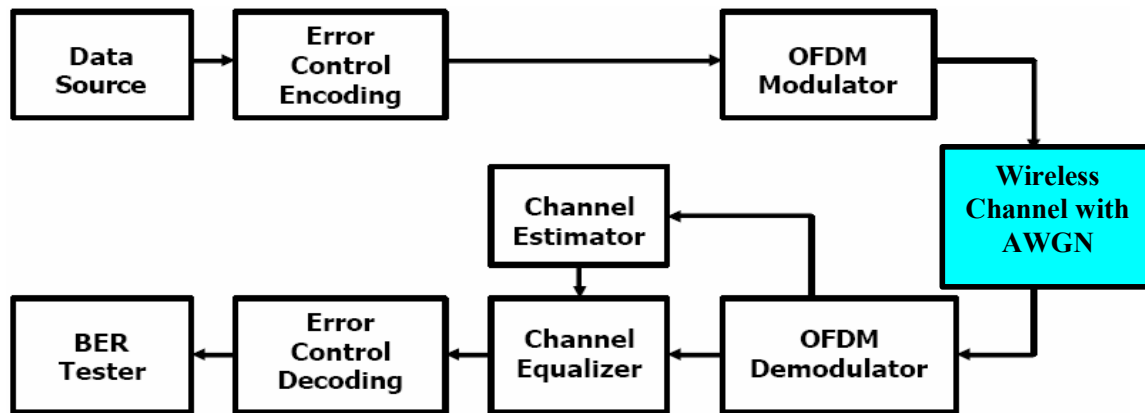 Data
Source
Error
Control
Encoding
OFDM
Modulator
Wireless
Channel with
AWGN
Channel
Estimator
BER
Tester
Error
Control
Decoding
Channel
Equalizer
OFDM
Demodulator